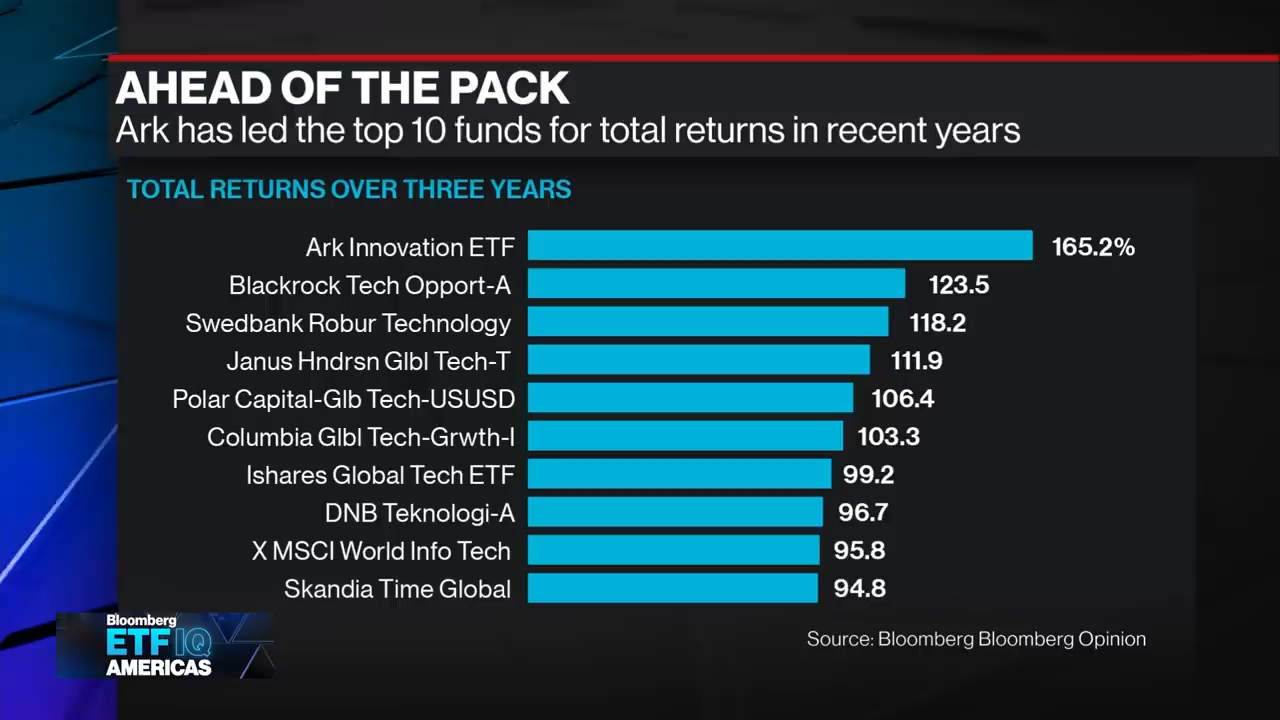 AHEAD OF THE PACK
Ark has led the top 10 funds for total returns in recent years
TOTAL RETURNS OVER THREE YEARS
Ark Innovation ETF 165.2%
Blackrock Tech Opport-A 123.5
Swedbank Robur Technology 118.2
Janus Hndrsn Glbl Tech-T 111.9
Polar Capital-Glb Tech-USUSD 106.4
Columbia Glbl Tech-Grwth-I 103.3
Ishares Global Tech ETF 99.2
DNB Teknologi-A 96.7
X MSCI World Info Tech 95.8
Skandia Time Global 94.8
Bloomberg
ETF IQ
AMERICAS
Source: Bloomberg Bloomberg Opinion